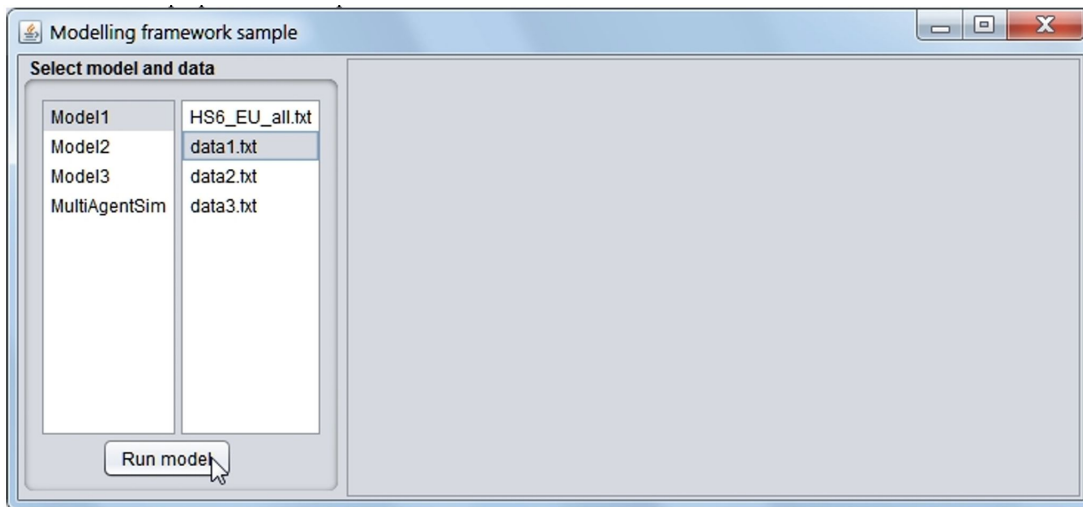 Modelling framework sample
Select model and data
Model1
Model2
Model3
MultiAgentSim
HS6_EU_all.txt
data1.txt
data2.txt
data3.txt
Run model